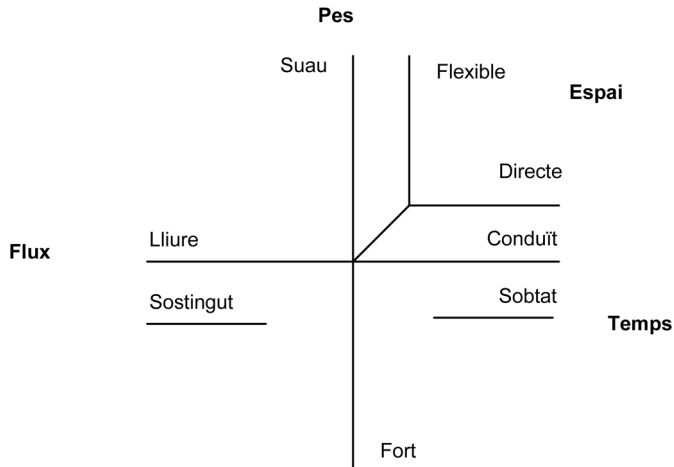 Pes
Suau
Flexible
Espai
Directe
Lliure
Conduït
Flux
Sostingut
Sobtat
Temps
Fort